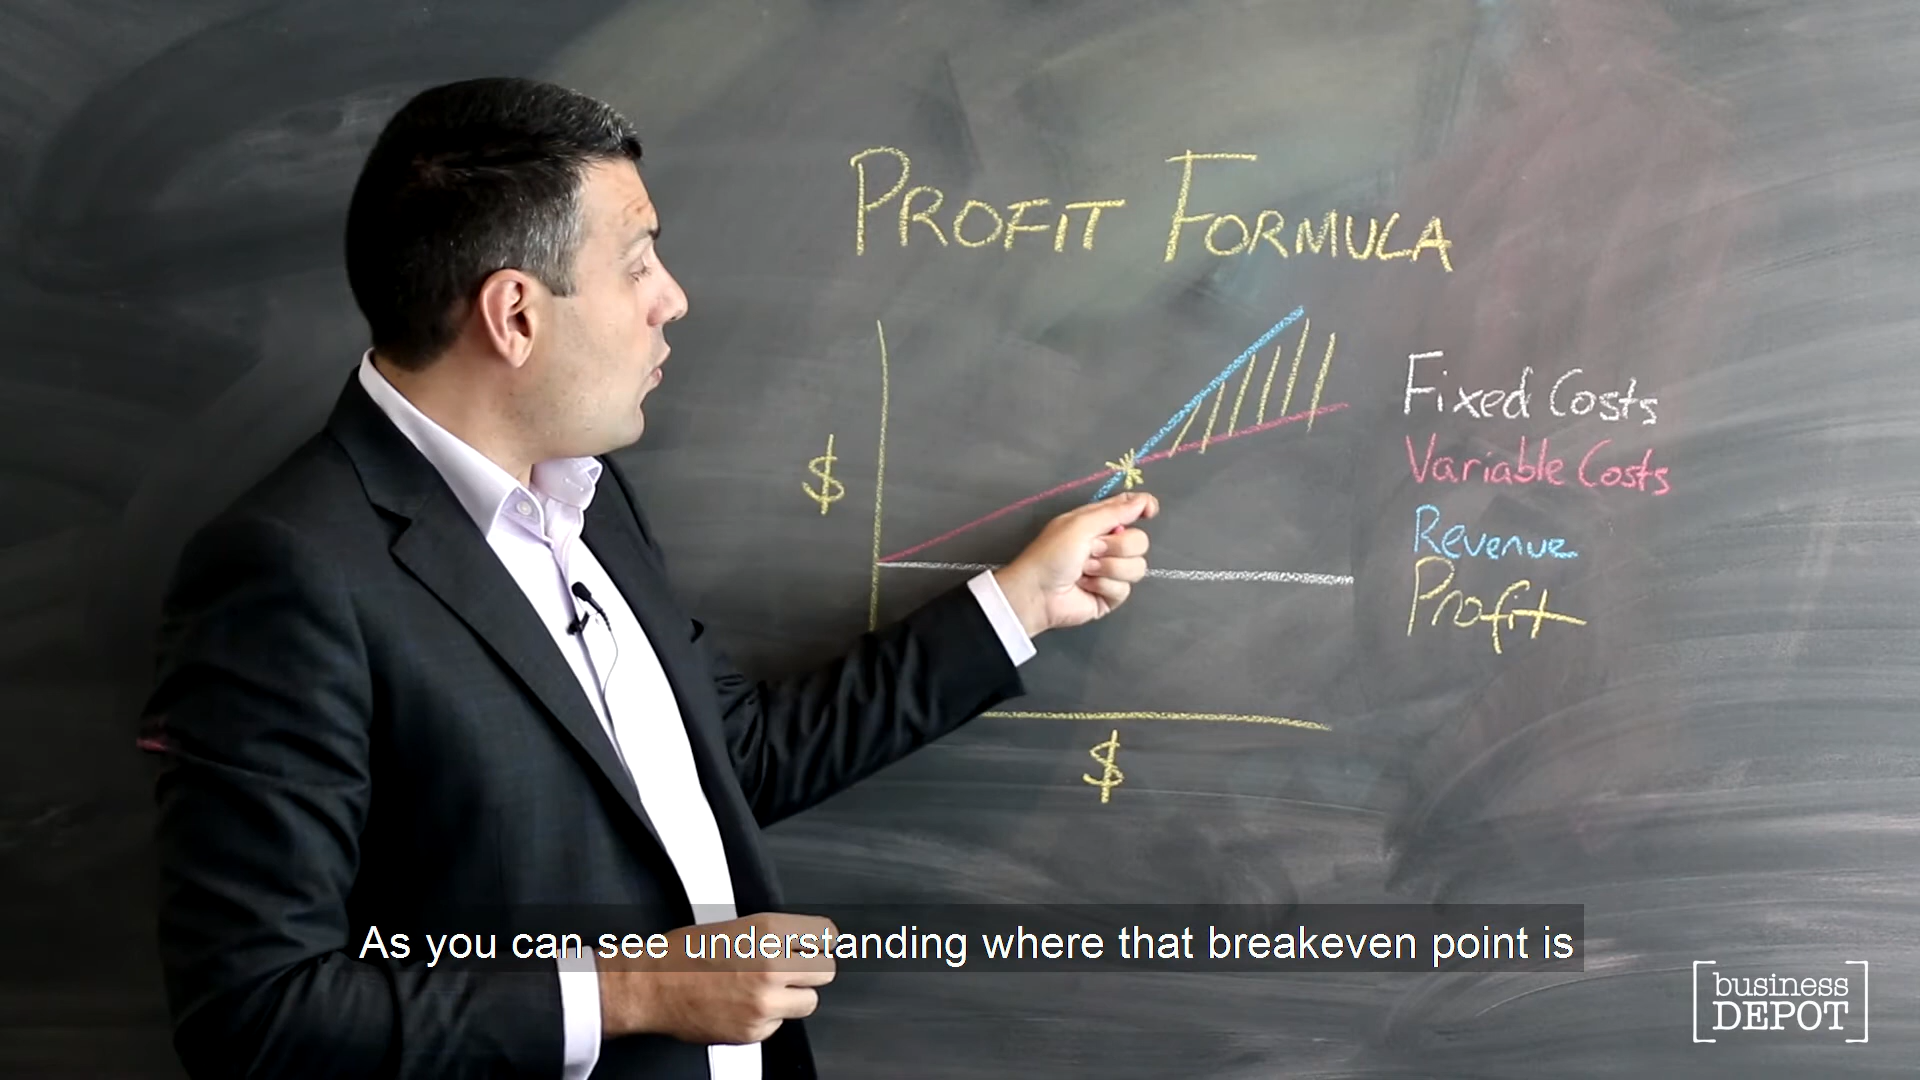 PROFIT FORMULA
$
Fixed Costs
Variable Costs
Revenue
Profit
$
As you can see understanding where that breakeven point is
[business
DEPOT]